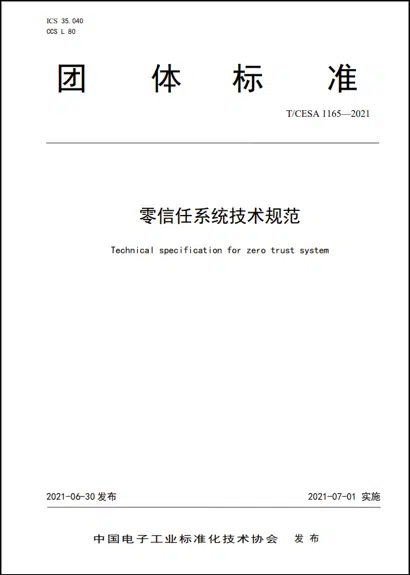 ICS 35.040
CCS L 80
团体标准
T/CESA 1165—2021
零信任系统技术规范
Technical specification for zero trust system
2021-06-30 发布 2021-07-01 实施
中国电子工业标准化技术协会 发布